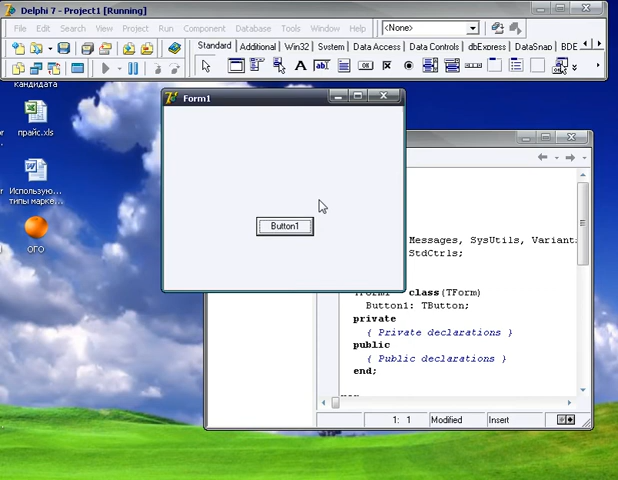 Delphi 7 - Project1 [Running]
File Edit Search View Project Run Component Database Tools Window Help
<None>
Standard Additional Win32 System Data Access Data Controls dbExpress DataSnap BDE
кандидата
прайс.xls
Использую...
типы марке...
ОГО
Form1
Button1
Messages, SysUtils, Variant
StdCtrls;
TForm1 = class(TForm)
Button1: TButton;
private
{ Private declarations }
public
{ Public declarations }
end;
1: 1 Modified Insert